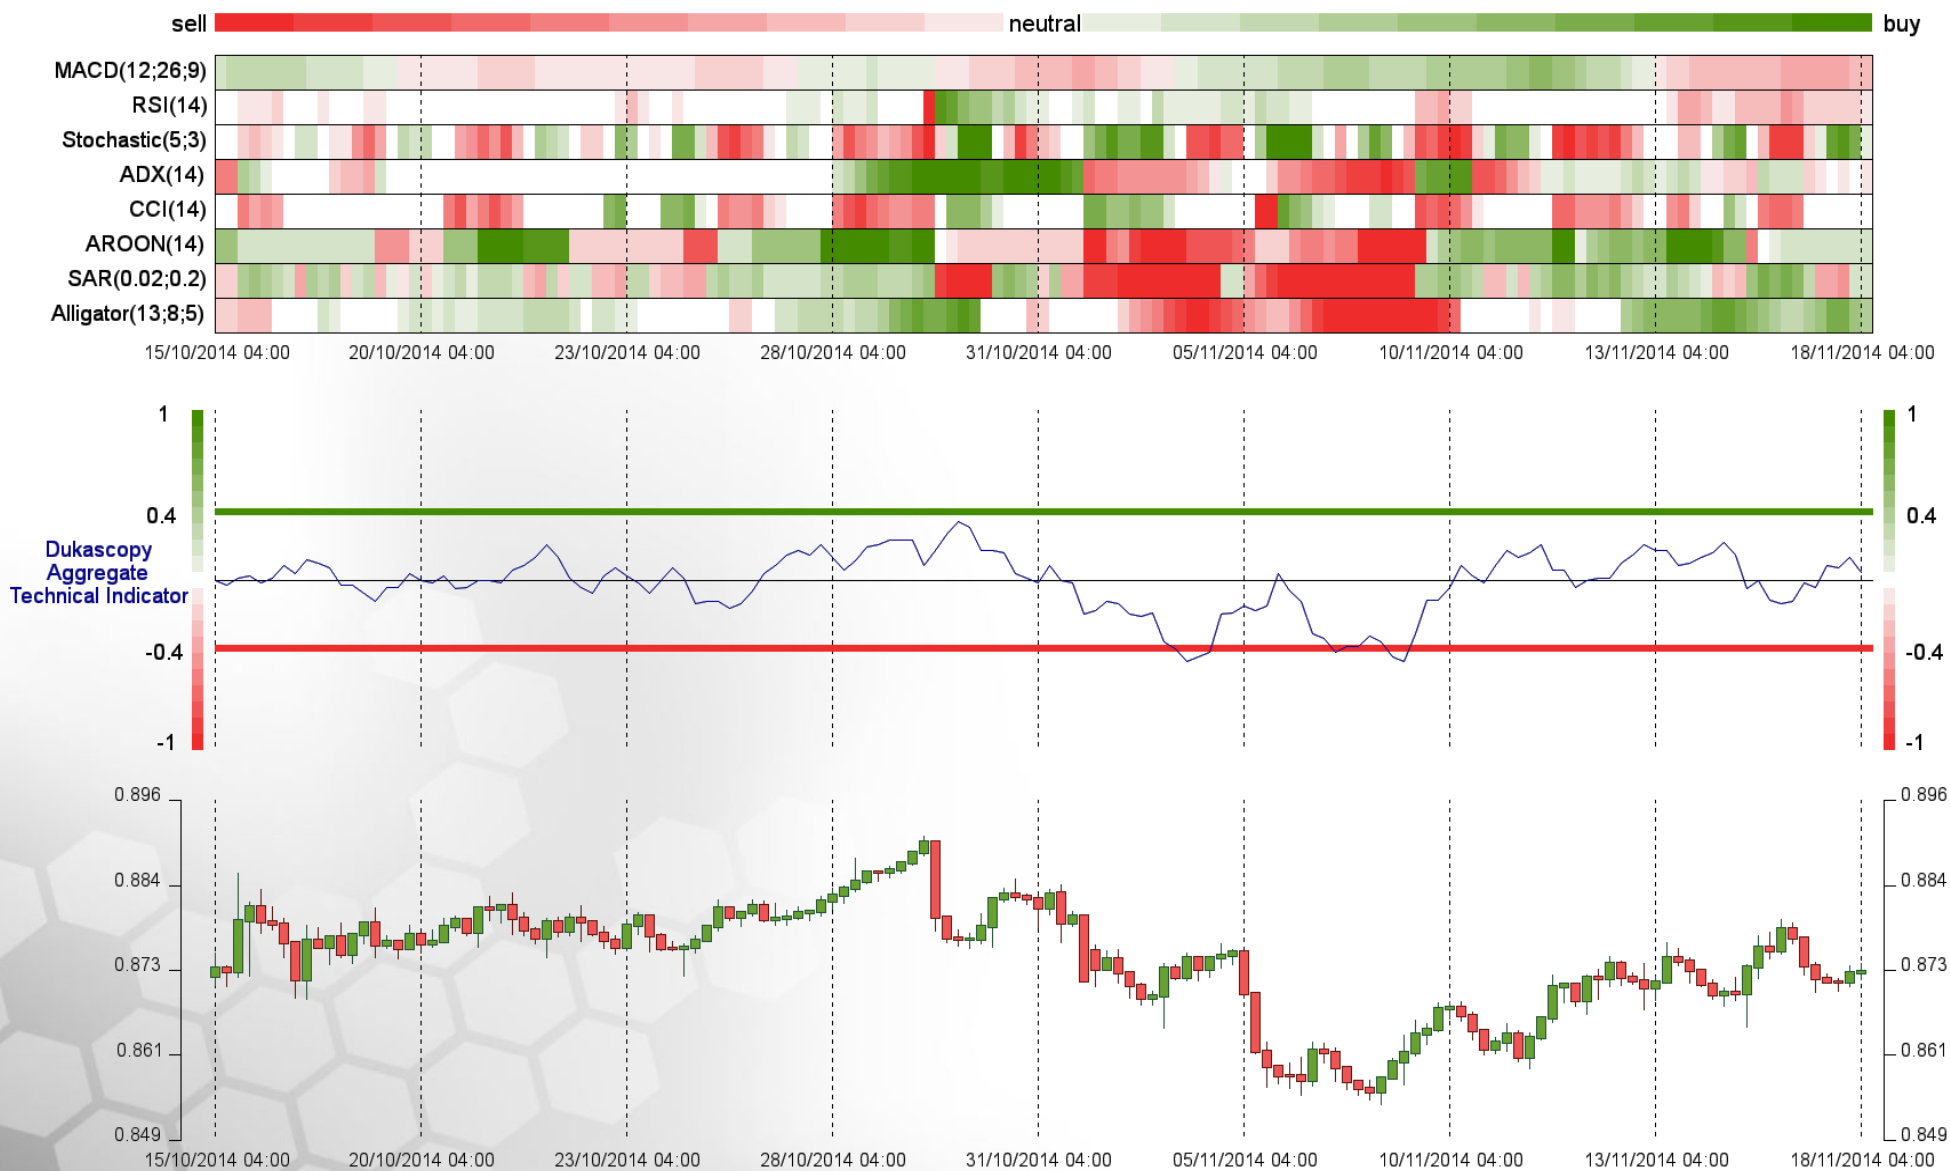 sell neutral buy
MACD(12;26;9)
RSI(14)
Stochastic(5;3)
ADX(14)
CCI(14)
AROON(14)
SAR(0.02;0.2)
Alligator(13;8;5)
15/10/2014 04:00 20/10/2014 04:00 23/10/2014 04:00 28/10/2014 04:00 31/10/2014 04:00 05/11/2014 04:00 10/11/2014 04:00 13/11/2014 04:00 18/11/2014 04:00
1 1
0.4 0.4
Dukascopy
Aggregate
Technical Indicator
-0.4 -0.4
-1 -1
0.896 0.896
0.884 0.884
0.873 0.873
0.861 0.861
0.849 0.849
15/10/2014 04:00 20/10/2014 04:00 23/10/2014 04:00 28/10/2014 04:00 31/10/2014 04:00 05/11/2014 04:00 10/11/2014 04:00 13/11/2014 04:00 18/11/2014 04:00